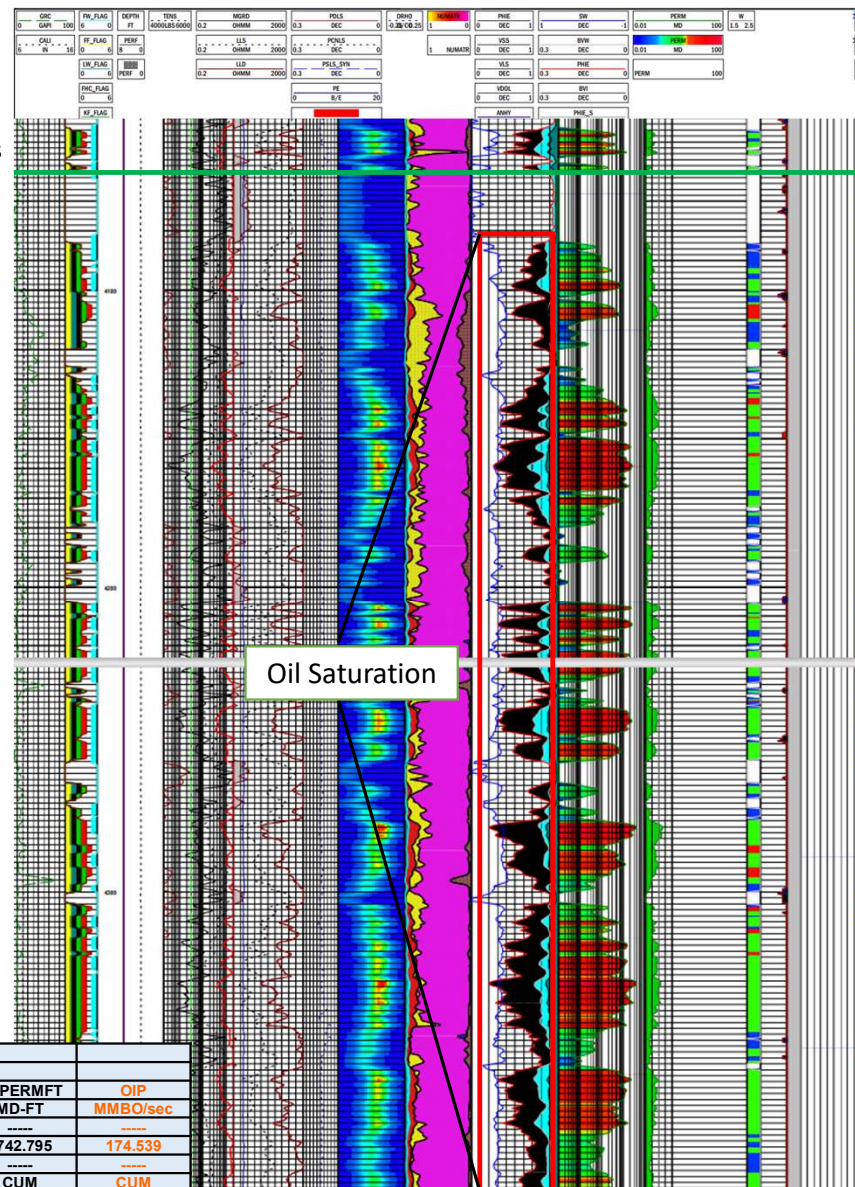 GRC
0 GAPI 100
CALI
6 IN 16
FW_FLAG
6 0
FF_FLAG
0 6
LW_FLAG
0 6
FHC_FLAG
0 6
KF_FLAG
DEPTH
FT
PERF
8 0
PERF 0
TENS
4000LBS6000
MGRD
0.2 OHMM 2000
LLS
0.2 OHMM 2000
LLD
0.2 OHMM 2000
PDLS
0.3 DEC 0
PCNLS
0.3 DEC 0
PSLS_SYN
0.3 DEC 0
PE
0 B/E 20
DRHO
NUMATR
1 0
1 NUMATR
PHIE
0 DEC 1
VSS
0 DEC 1
VLS
0 DEC 1
VDOL
0 DEC 1
ANHY
SW
1 DEC -1
BVW
0.3 DEC 0
PHIE
0.3 DEC 0
BVI
0.3 DEC 0
PHIE_S
PERM
0.01 MD 100
PERM
0.01 MD 100
PERM 100
W
1.5 2.5
Oil Saturation
PERMFT OIP
MD-FT MMBO/sec
----- -----
742.795 174.539
----- -----
CUM CUM